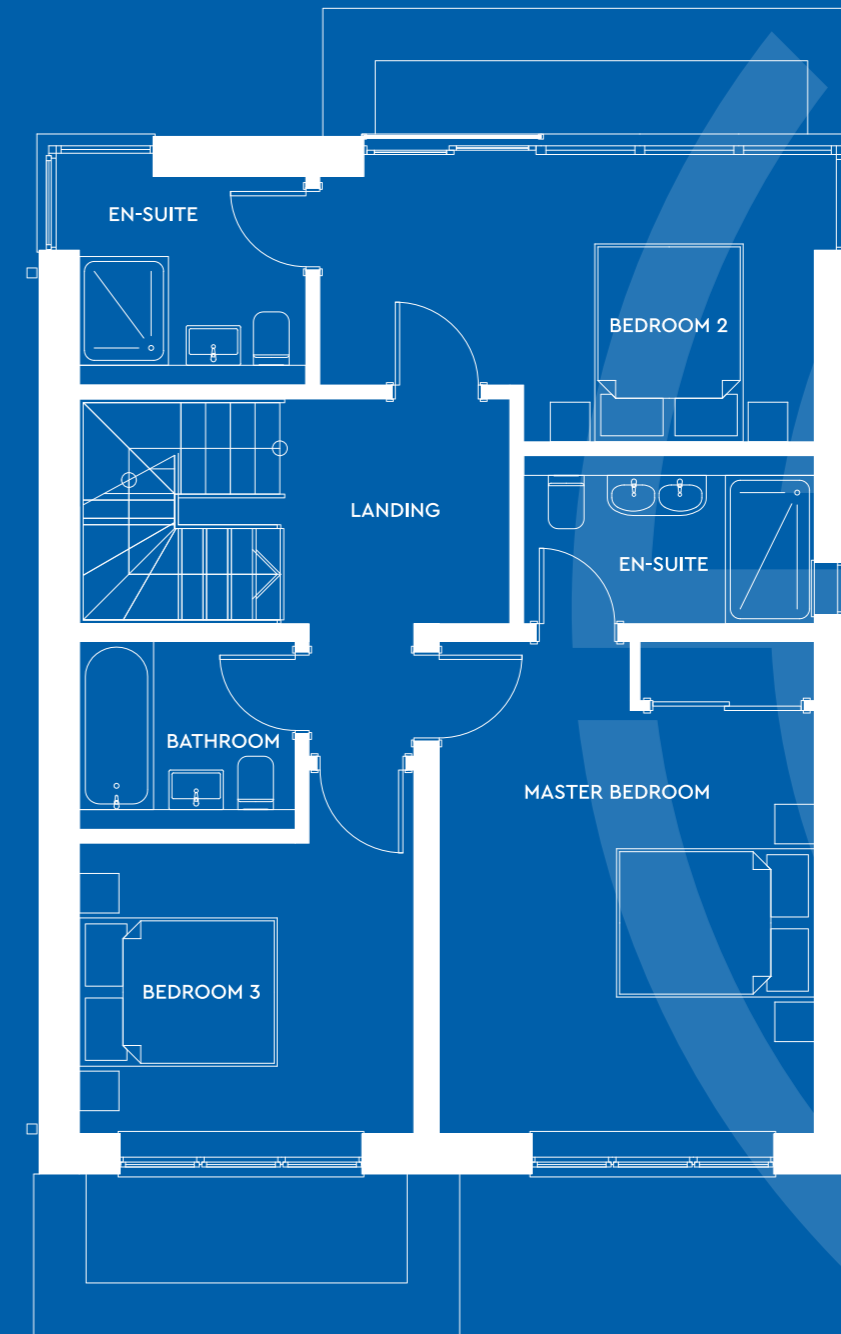 EN-SUITE
BEDROOM 2
LANDING
EN-SUITE
BATHROOM
MASTER BEDROOM
BEDROOM 3